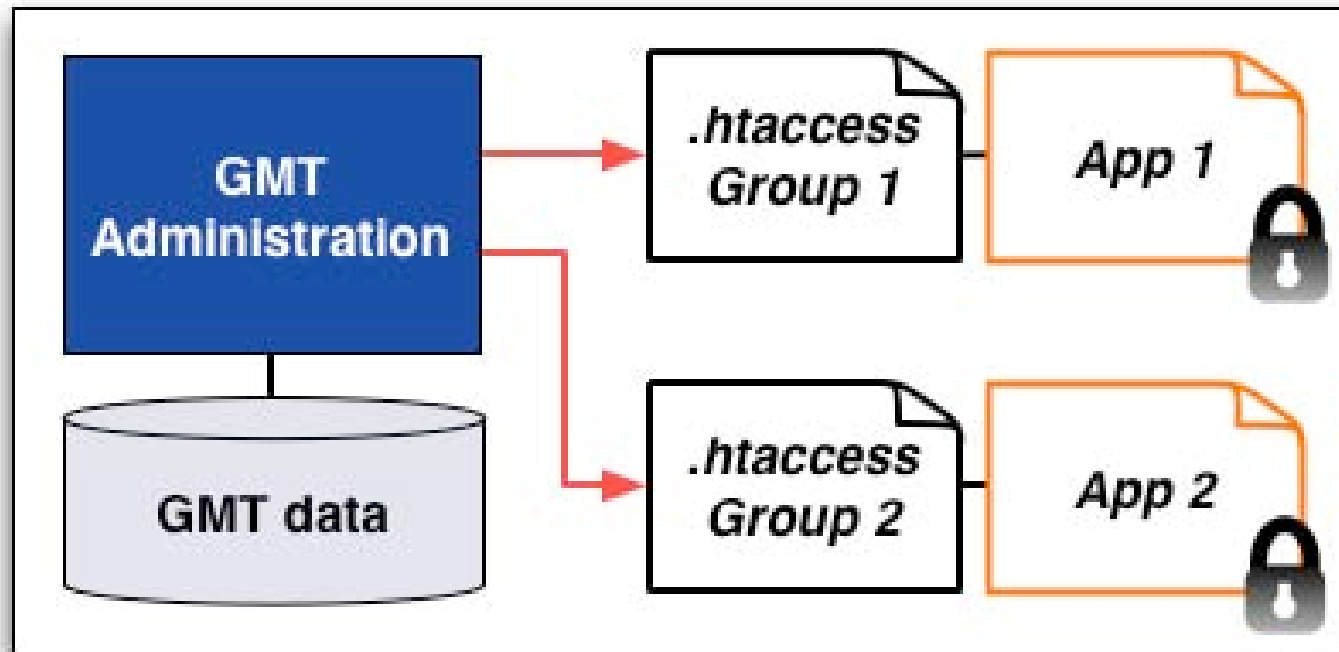 GMT
Administration
GMT data
.htaccess
Group 1
App 1
.htaccess
Group 2
App 2